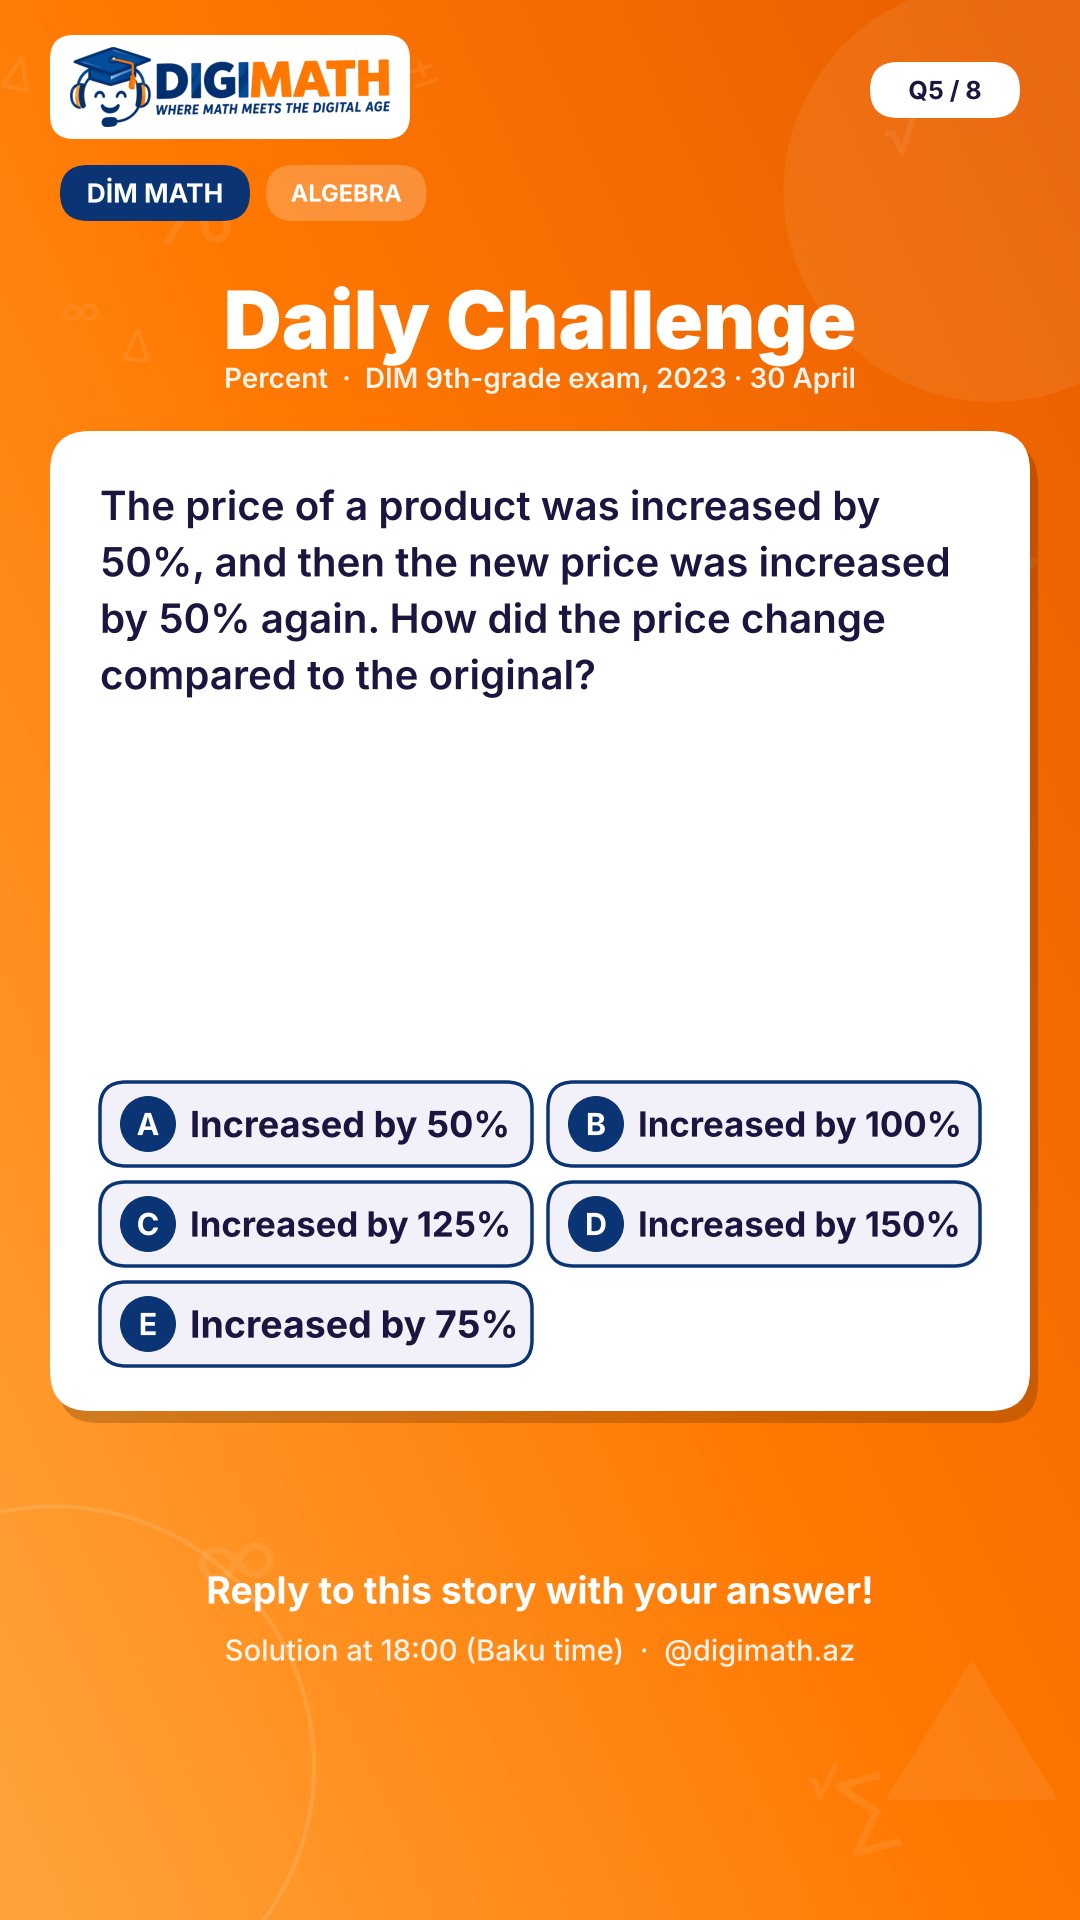 DIGIMATH
WHERE MATH MEETS THE DIGITAL AGE
Q5 / 8
DİM MATH
ALGEBRA
Daily Challenge
Percent · DİM 9th-grade exam, 2023 · 30 April
The price of a product was increased by
50%, and then the new price was increased
by 50% again. How did the price change
compared to the original?
A Increased by 50%
B Increased by 100%
C Increased by 125%
D Increased by 150%
E Increased by 75%
Reply to this story with your answer!
Solution at 18:00 (Baku time) · @digimath.az